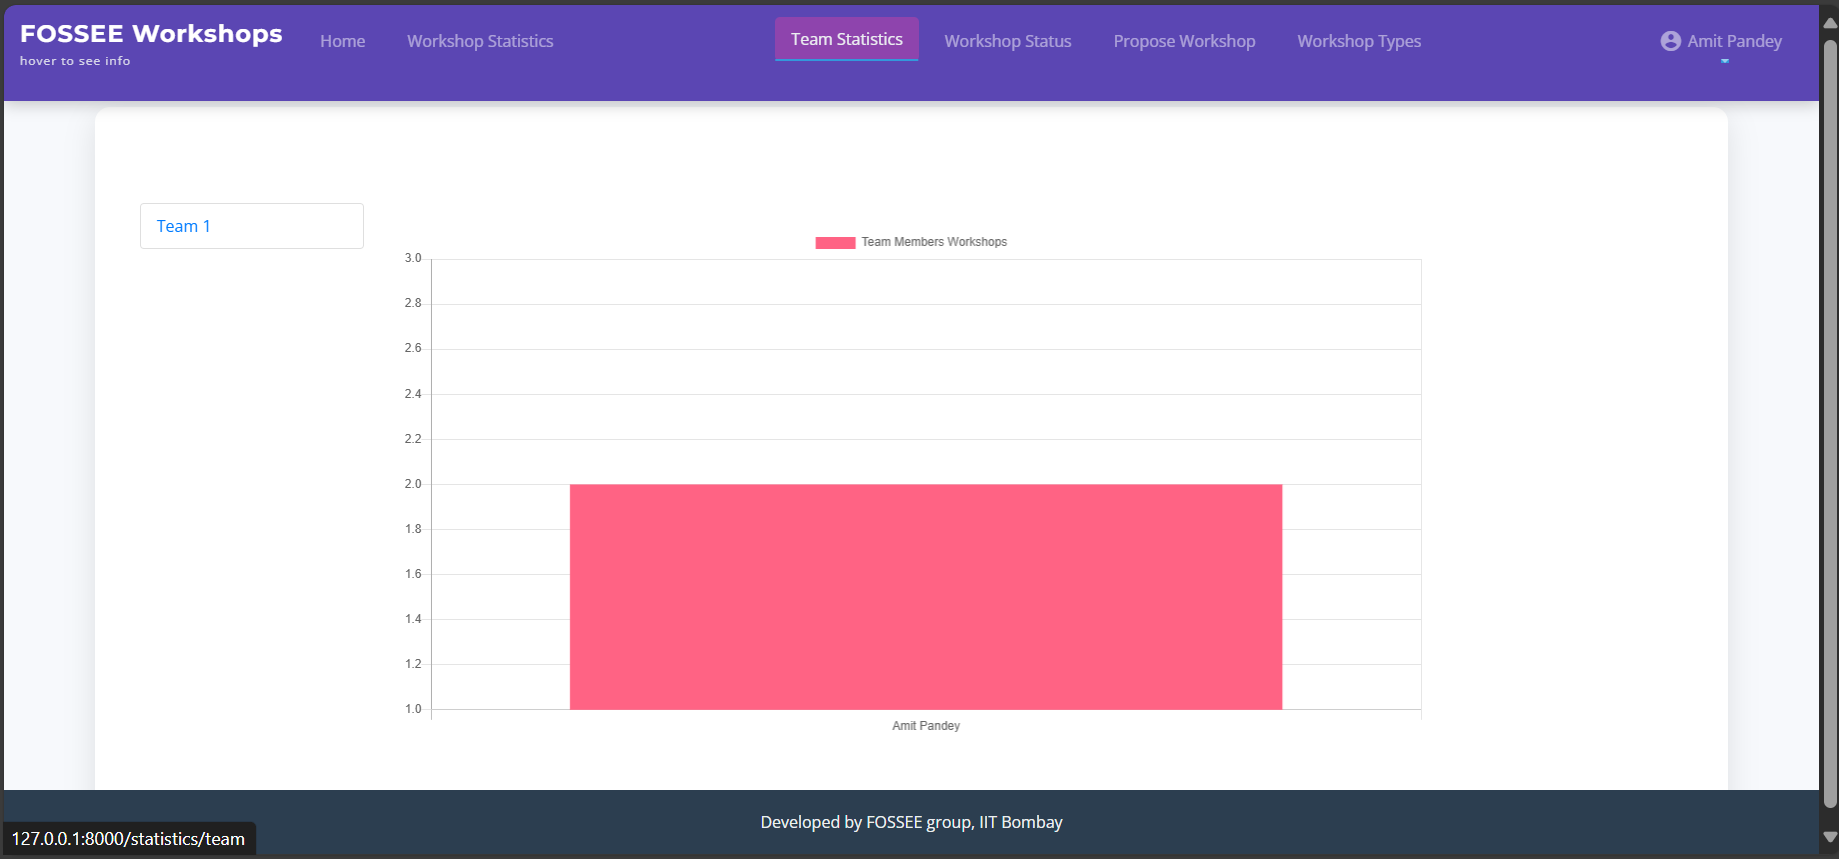 FOSSEE Workshops
hover to see info
Home
Workshop Statistics
Team Statistics
Workshop Status
Propose Workshop
Workshop Types
Amit Pandey
Team 1
Team Members Workshops
3.0
2.8
2.6
2.4
2.2
2.0
1.8
1.6
1.4
1.2
1.0
Amit Pandey
Developed by FOSSEE group, IIT Bombay
127.0.0.1:8000/statistics/team